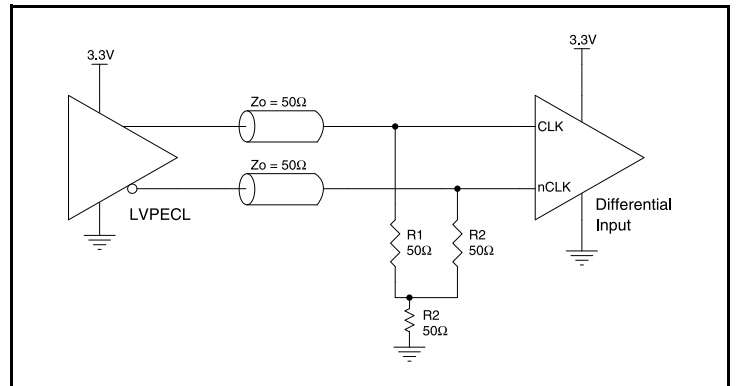 3.3V
3.3V
Zo = 50Ω
CLK
Zo = 50Ω
nCLK
LVPECL
Differential
Input
R1
50Ω
R2
50Ω
R2
50Ω